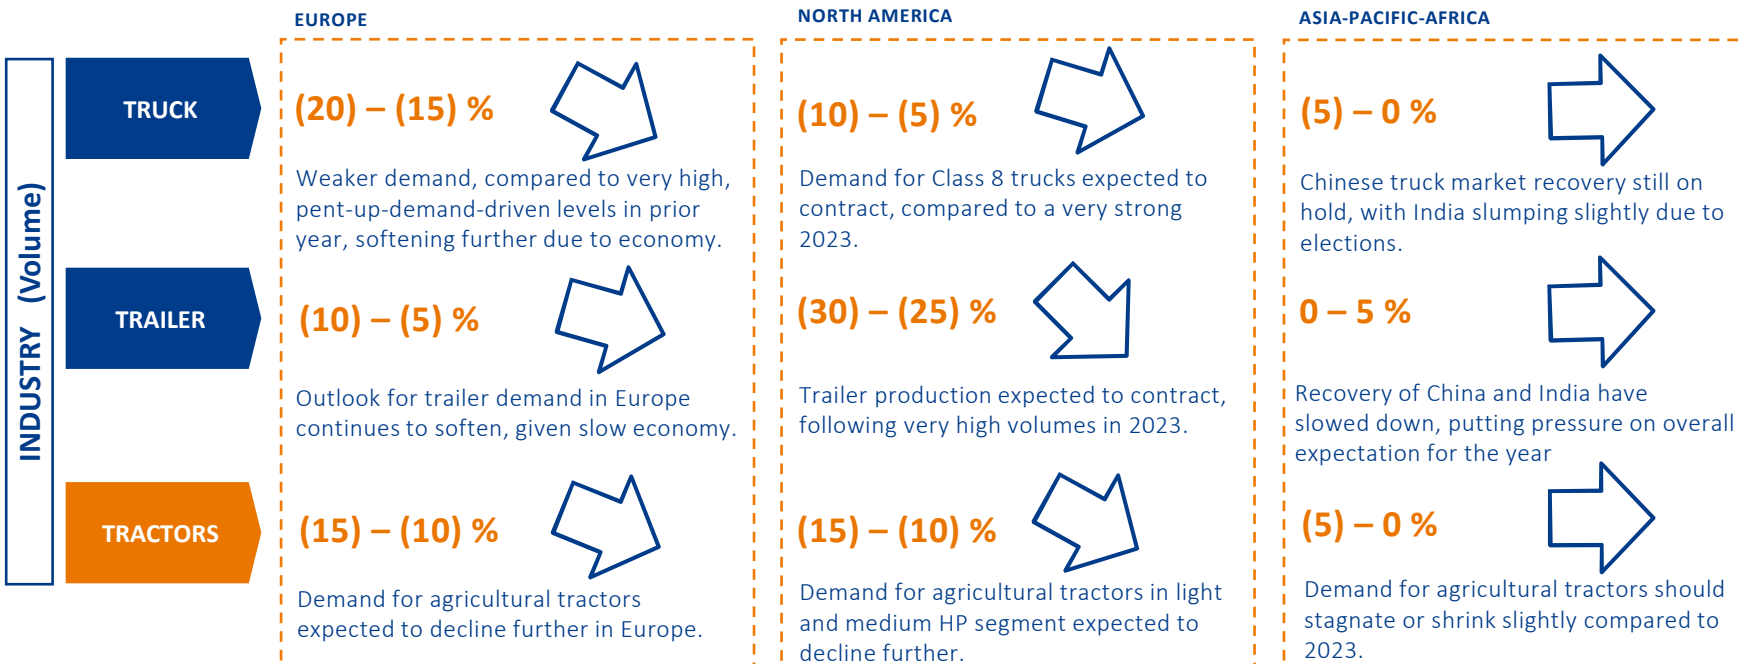 EUROPE
NORTH AMERICA
ASIA-PACIFIC-AFRICA
INDUSTRY (Volume)
TRUCK
(20) – (15) %
Weaker demand, compared to very high,
pent-up-demand-driven levels in prior
year, softening further due to economy.
(10) – (5) %
Demand for Class 8 trucks expected to
contract, compared to a very strong
2023.
(5) – 0 %
Chinese truck market recovery still on
hold, with India slumping slightly due to
elections.
TRAILER
(10) – (5) %
Outlook for trailer demand in Europe
continues to soften, given slow economy.
(30) – (25) %
Trailer production expected to contract,
following very high volumes in 2023.
0 – 5 %
Recovery of China and India have
slowed down, putting pressure on overall
expectation for the year
TRACTORS
(15) – (10) %
Demand for agricultural tractors
expected to decline further in Europe.
(15) – (10) %
Demand for agricultural tractors in light
and medium HP segment expected to
decline further.
(5) – 0 %
Demand for agricultural tractors should
stagnate or shrink slightly compared to
2023.